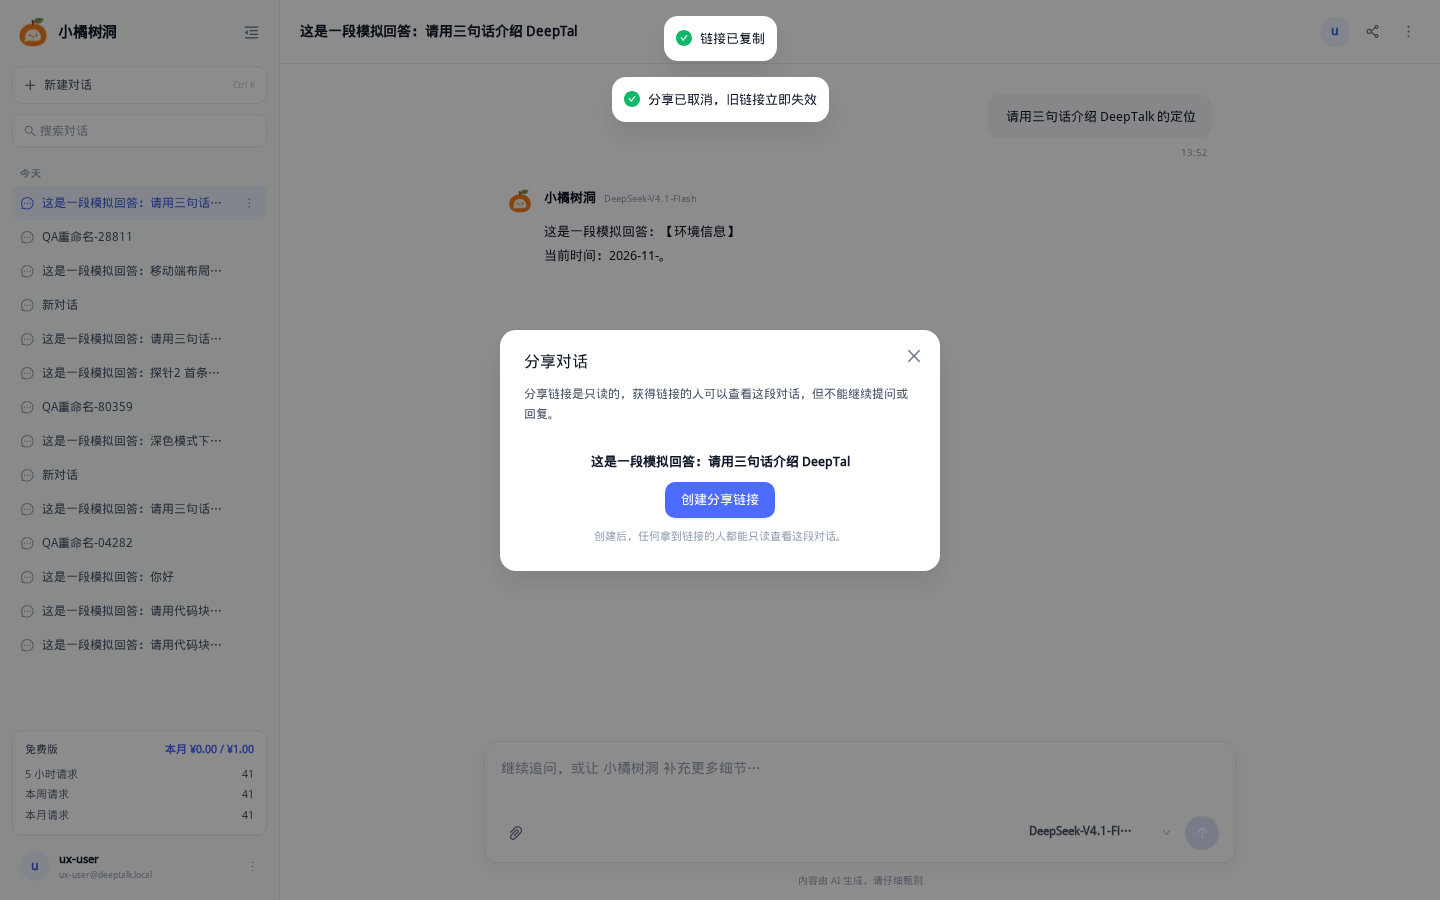 小橘树洞
新建对话
Ctrl K
搜索对话
今天
这是一段模拟回答：请用三句话…
QA重命名-28811
这是一段模拟回答：移动端布局…
新对话
这是一段模拟回答：请用三句话…
这是一段模拟回答：探针2 首条…
QA重命名-80359
这是一段模拟回答：深色模式下…
新对话
这是一段模拟回答：请用三句话…
QA重命名-04282
这是一段模拟回答：你好
这是一段模拟回答：请用代码块…
这是一段模拟回答：请用代码块…
免费版 本月 ¥0.00 / ¥1.00
5 小时请求 41
本周请求 41
本月请求 41
u
ux-user
ux-user@deeptalk.local
这是一段模拟回答：请用三句话介绍 DeepTal
u
链接已复制
分享已取消，旧链接立即失效
请用三句话介绍 DeepTalk 的定位
13:52
小橘树洞 DeepSeek-V4.1-Flash
这是一段模拟回答：【环境信息】
当前时间：2026-11-。
分享对话
分享链接是只读的，获得链接的人可以查看这段对话，但不能继续提问或
回复。
这是一段模拟回答：请用三句话介绍 DeepTal
创建分享链接
创建后，任何拿到链接的人都能只读查看这段对话。
继续追问，或让 小橘树洞 补充更多细节…
DeepSeek-V4.1-Fl…
内容由 AI 生成，请仔细甄别